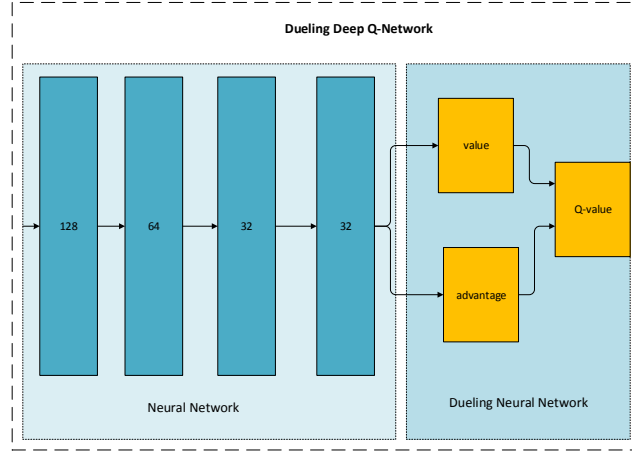 Dueling Deep Q-Network
128
64
32
32
value
advantage
Q-value
Neural Network
Dueling Neural Network